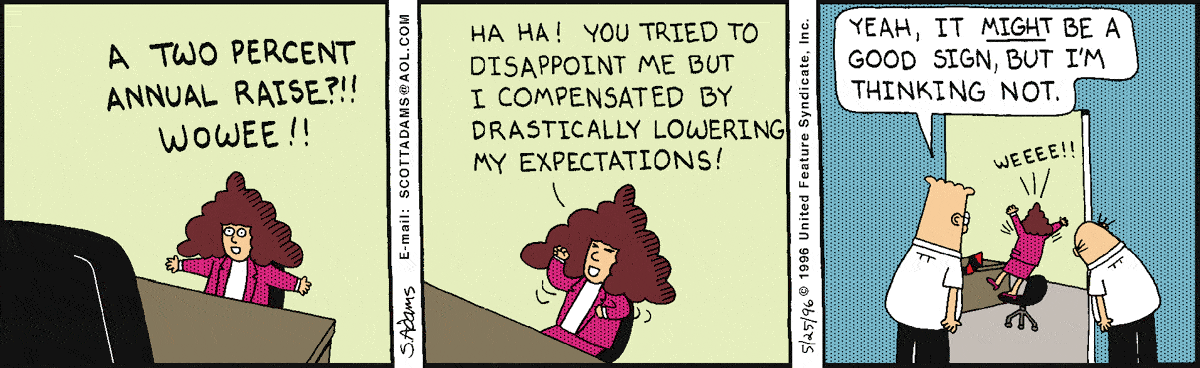 A TWO PERCENT
ANNUAL RAISE?!!
WOWEE!!
S.Adams
E-mail: SCOTTADAMS@AOL.COM
HA HA! YOU TRIED TO
DISAPPOINT ME BUT
I COMPENSATED BY
DRASTICALLY LOWERING
MY EXPECTATIONS!
5/25/96 © 1996 United Feature Syndicate, Inc.
YEAH, IT MIGHT BE A
GOOD SIGN, BUT I'M
THINKING NOT.
WEEEE!!